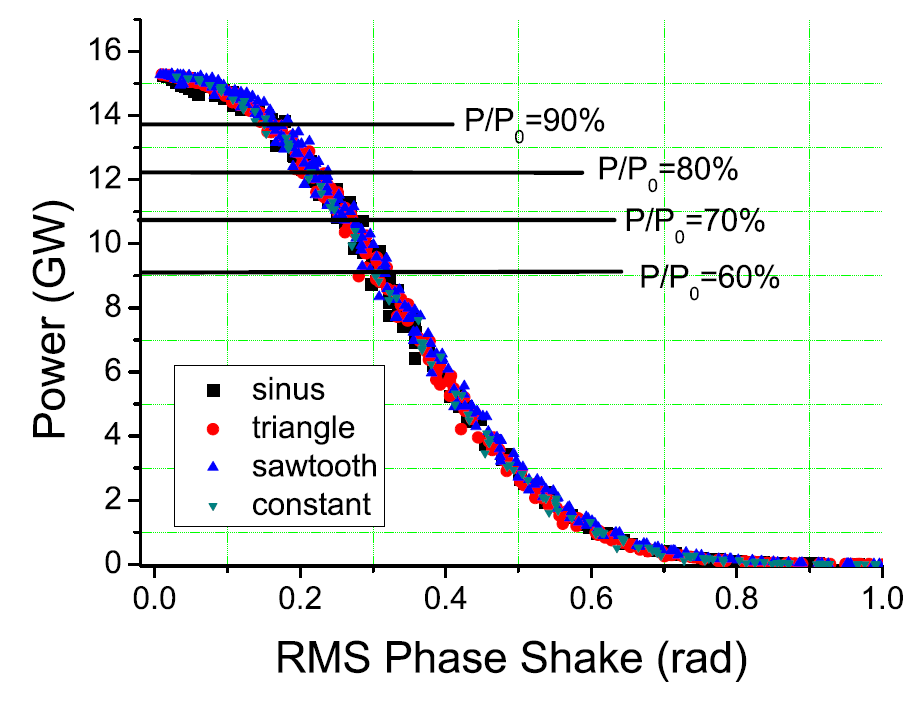 Power (GW)
16
14
12
10
8
6
4
2
0
P/P0=90%
P/P0=80%
P/P0=70%
P/P0=60%
sinus
triangle
sawtooth
constant
0.0 0.2 0.4 0.6 0.8 1.0
RMS Phase Shake (rad)